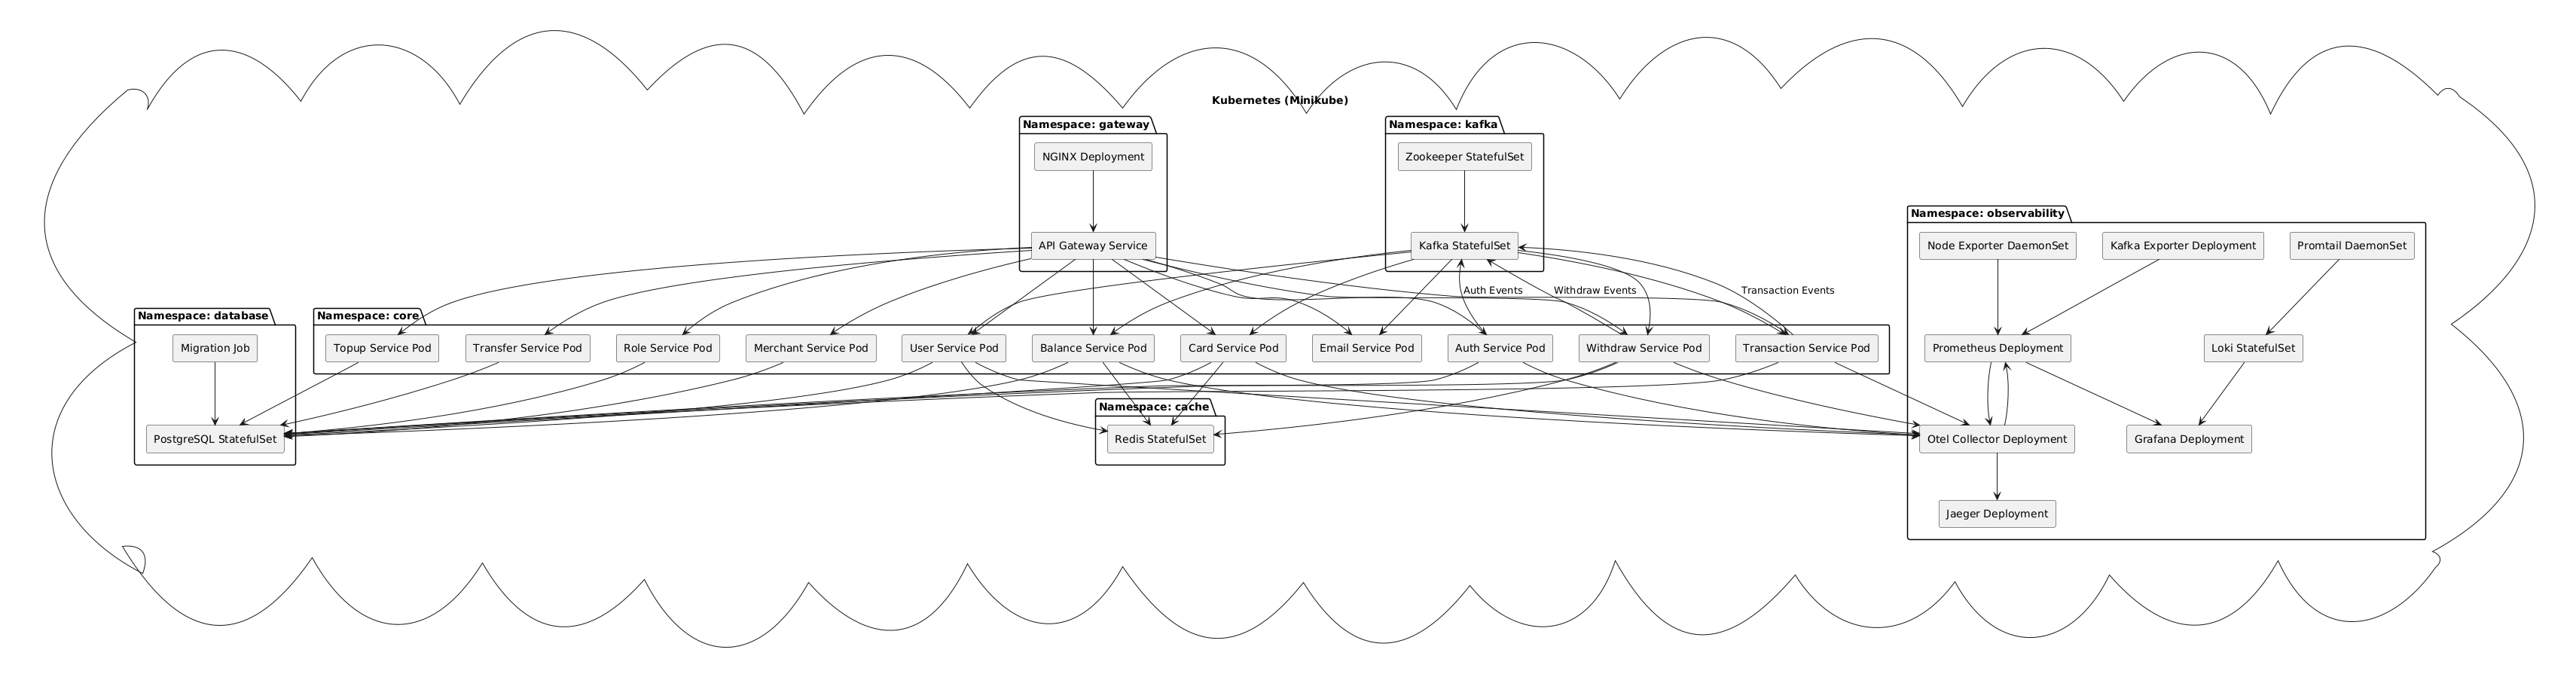 Kubernetes (Minikube)
Namespace: gateway
NGINX Deployment
API Gateway Service
Namespace: kafka
Zookeeper StatefulSet
Kafka StatefulSet
Auth Events
Withdraw Events
Transaction Events
Namespace: database
Migration Job
PostgreSQL StatefulSet
Namespace: core
Topup Service Pod
Transfer Service Pod
Role Service Pod
Merchant Service Pod
User Service Pod
Balance Service Pod
Card Service Pod
Email Service Pod
Auth Service Pod
Withdraw Service Pod
Transaction Service Pod
Namespace: cache
Redis StatefulSet
Namespace: observability
Node Exporter DaemonSet
Kafka Exporter Deployment
Promtail DaemonSet
Prometheus Deployment
Loki StatefulSet
Otel Collector Deployment
Grafana Deployment
Jaeger Deployment